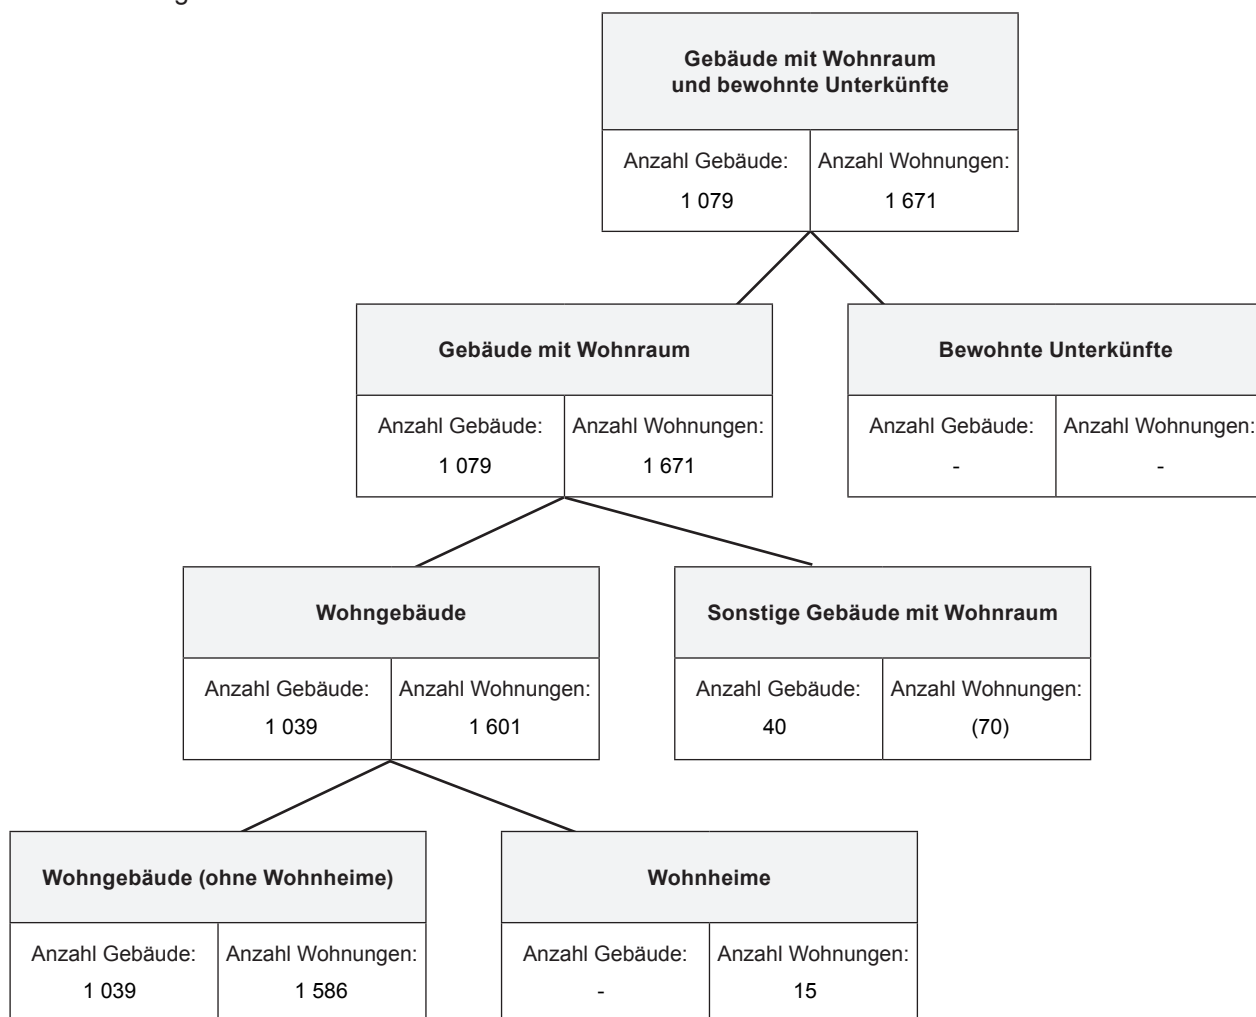 Gebäude mit Wohnraum
und bewohnte Unterkünfte
Anzahl Gebäude: Anzahl Wohnungen:
1 079 1 671
Gebäude mit Wohnraum Bewohnte Unterkünfte
Anzahl Gebäude: Anzahl Wohnungen: Anzahl Gebäude: Anzahl Wohnungen:
1 079 1 671 - -
Wohngebäude Sonstige Gebäude mit Wohnraum
Anzahl Gebäude: Anzahl Wohnungen: Anzahl Gebäude: Anzahl Wohnungen:
1 039 1 601 40 (70)
Wohngebäude (ohne Wohnheime) Wohnheime
Anzahl Gebäude: Anzahl Wohnungen: Anzahl Gebäude: Anzahl Wohnungen:
1 039 1 586 - 15